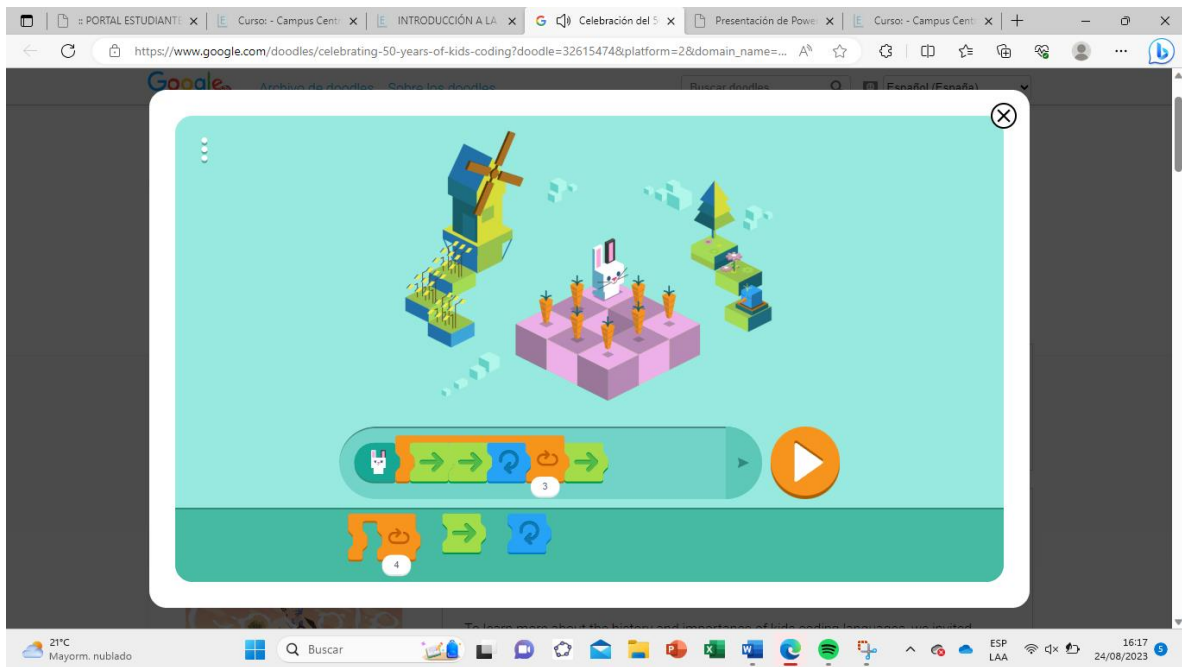 :: PORTAL ESTUDIANTI
Curso: - Campus Centr
INTRODUCCIÓN A LA
Celebración del 5
Presentación de Power
Curso: - Campus Centr
https://www.google.com/doodles/celebrating-50-years-of-kids-coding?doodle=32615474&platform=2&domain_name=...
Google
Archivo de doodles Sobre los doodles
Buscar doodles
Español (España)
3
4
To learn more about the history and importance of kids coding languages, we invited
21°C
Mayorm. nublado
Buscar
ESP
LAA
16:17
24/08/2023
5